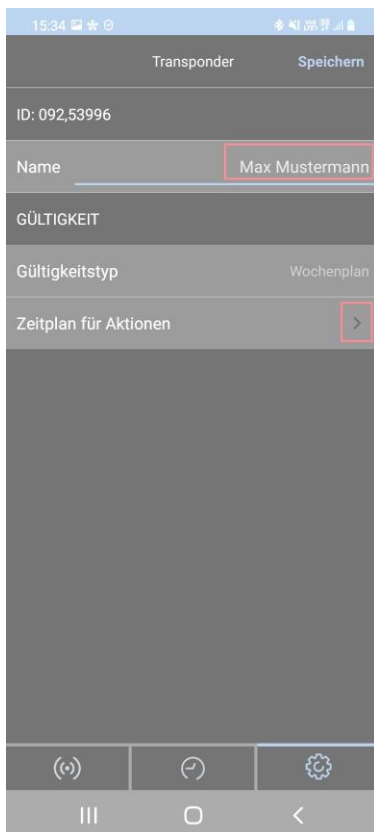 15:34
Transponder Speichern
ID: 092,53996
Name Max Mustermann
GÜLTIGKEIT
Gültigkeitstyp Wochenplan
Zeitplan für Aktionen